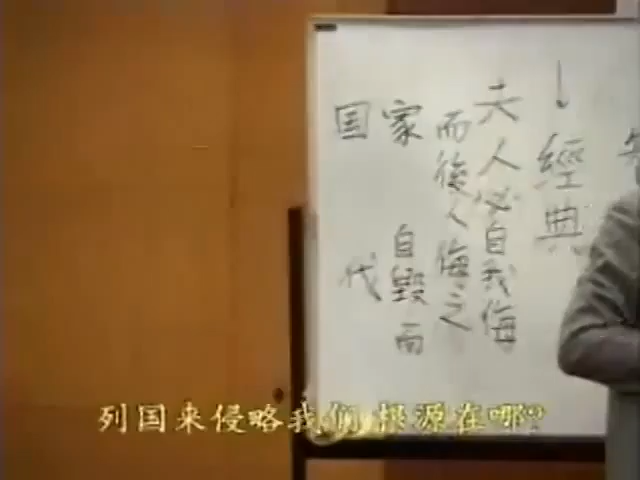 ↓
經典
夫人必自我侮
而後人侮之
家 自毀而
国 代
列国来侵略我们 根源在哪?